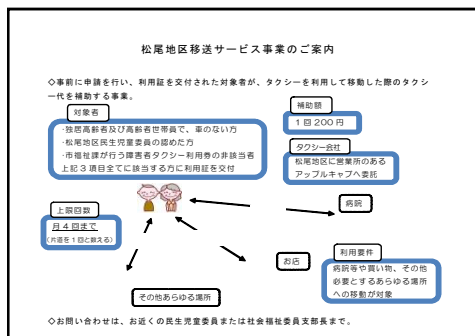 松尾地区移送サービス事業のご案内
◇事前に申請を行い、利用証を交付された対象者が、タクシーを利用して移動した際のタクシ
ー代を補助する事業。
対象者
・独居高齢者及び高齢者世帯員で、車のない方
・松尾地区民生児童委員の認めた方
・市福祉課が行う障害者タクシー利用券の非該当者
上記3項目全てに該当する方に利用証を交付
補助額
1回200円
タクシー会社
松尾地区に営業所のある
アップルキャブへ委託
上限回数
月4回まで
(片道を1回と数える)
病院
お店
利用要件
病院等や買い物、その他
必要とするあらゆる場所
への移動が対象
その他あらゆる場所
◇お問い合わせは、お近くの民生児童委員または社会福祉委員支部長まで。